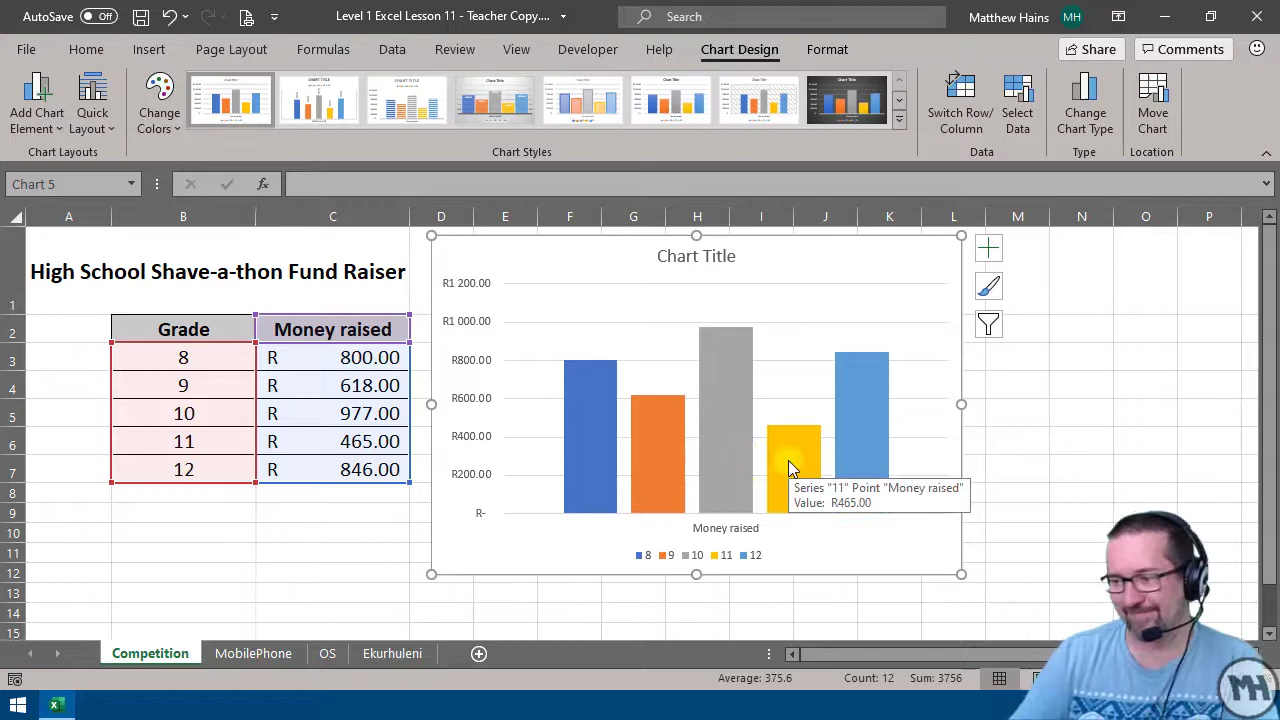 AutoSave Off Level 1 Excel Lesson 11 - Teacher Copy.... Search Matthew Hains MH
File Home Insert Page Layout Formulas Data Review View Developer Help Chart Design Format Share Comments
Add Chart Element Quick Layout Change Colors Switch Row/ Column Select Data Change Chart Type Move Chart
Chart Layouts Chart Styles Data Type Location
Chart 5
A B C D E F G H I J K L M N O P
1 High School Shave-a-thon Fund Raiser
2 Grade Money raised
3 8 R 800.00
4 9 R 618.00
5 10 R 977.00
6 11 R 465.00
7 12 R 846.00
8
9
10
11
12
13
14
15
Chart Title
R1 200.00
R1 000.00
R800.00
R600.00
R400.00
R200.00
R-
Series "11" Point "Money raised"
Value: R465.00
Money raised
8 9 10 11 12
Competition MobilePhone OS Ekurhuleni
Average: 375.6 Count: 12 Sum: 3756
MH